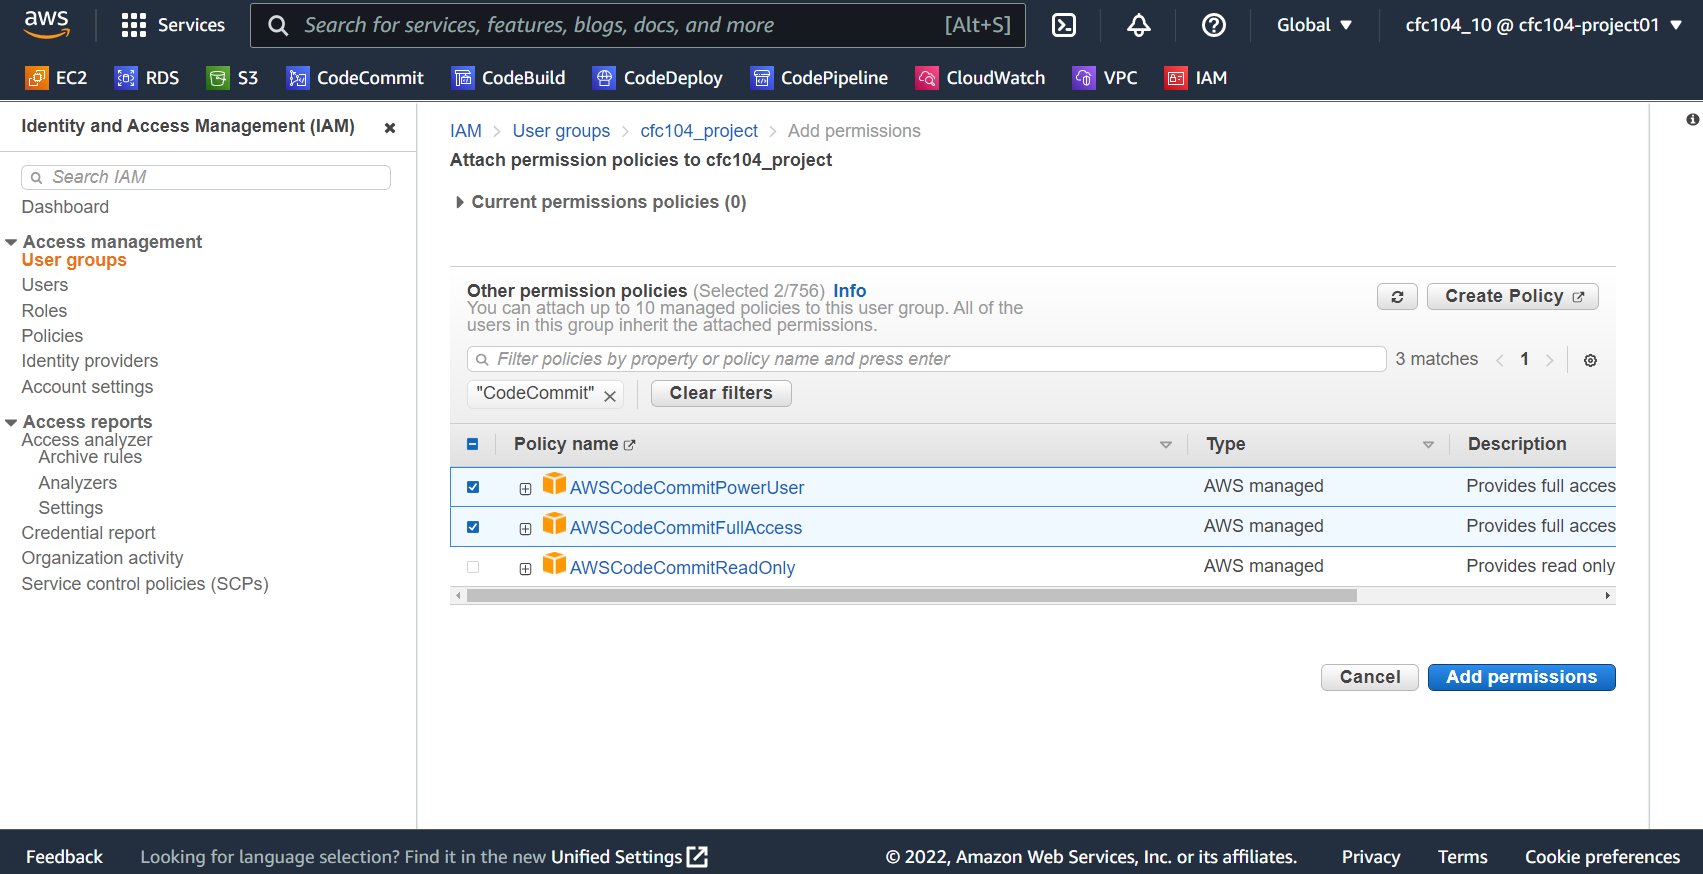 aws
Services
Search for services, features, blogs, docs, and more
[Alt+S]
Global
cfc104_10 @ cfc104-project01
EC2
RDS
S3
CodeCommit
CodeBuild
CodeDeploy
CodePipeline
CloudWatch
VPC
IAM
Identity and Access Management (IAM)
Search IAM
Dashboard
Access management
User groups
Users
Roles
Policies
Identity providers
Account settings
Access reports
Access analyzer
Archive rules
Analyzers
Settings
Credential report
Organization activity
Service control policies (SCPs)
IAM > User groups > cfc104_project > Add permissions
Attach permission policies to cfc104_project
Current permissions policies (0)
Other permission policies (Selected 2/756) Info
You can attach up to 10 managed policies to this user group. All of the
users in this group inherit the attached permissions.
Create Policy
Filter policies by property or policy name and press enter
3 matches
1
"CodeCommit"
Clear filters
Policy name
Type
Description
AWSCodeCommitPowerUser
AWS managed
Provides full acces
AWSCodeCommitFullAccess
AWS managed
Provides full acces
AWSCodeCommitReadOnly
AWS managed
Provides read only
Cancel
Add permissions
Feedback
Looking for language selection? Find it in the new Unified Settings
© 2022, Amazon Web Services, Inc. or its affiliates.
Privacy
Terms
Cookie preferences